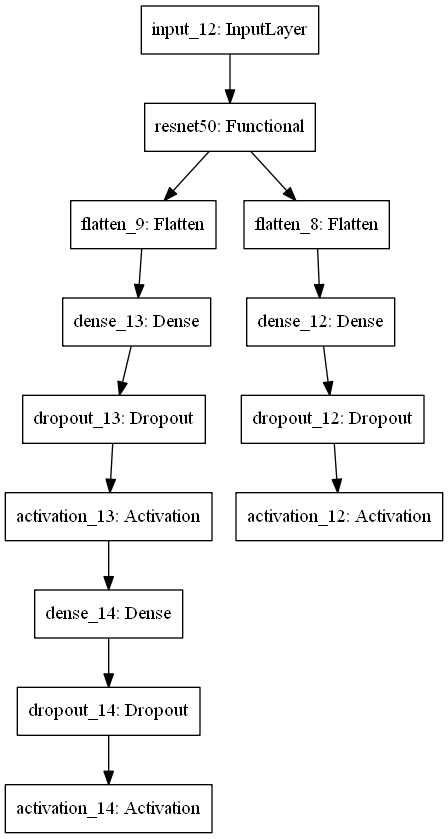 input_12: InputLayer
resnet50: Functional
flatten_9: Flatten
flatten_8: Flatten
dense_13: Dense
dense_12: Dense
dropout_13: Dropout
dropout_12: Dropout
activation_13: Activation
activation_12: Activation
dense_14: Dense
dropout_14: Dropout
activation_14: Activation